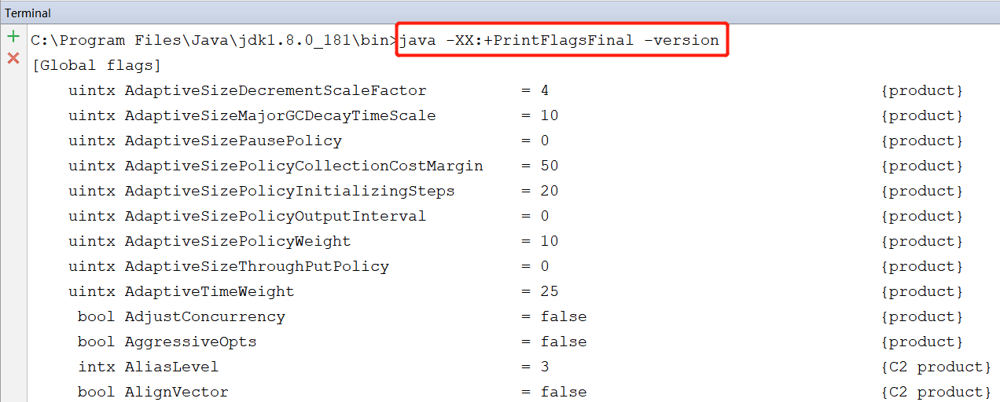 Terminal
C:\Program Files\Java\jdk1.8.0_181\bin>java -XX:+PrintFlagsFinal -version
[Global flags]
uintx AdaptiveSizeDecrementScaleFactor = 4 {product}
uintx AdaptiveSizeMajorGCDecayTimeScale = 10 {product}
uintx AdaptiveSizePausePolicy = 0 {product}
uintx AdaptiveSizePolicyCollectionCostMargin = 50 {product}
uintx AdaptiveSizePolicyInitializingSteps = 20 {product}
uintx AdaptiveSizePolicyOutputInterval = 0 {product}
uintx AdaptiveSizePolicyWeight = 10 {product}
uintx AdaptiveSizeThroughPutPolicy = 0 {product}
uintx AdaptiveTimeWeight = 25 {product}
bool AdjustConcurrency = false {product}
bool AggressiveOpts = false {product}
intx AliasLevel = 3 {C2 product}
bool AlignVector = false {C2 product}